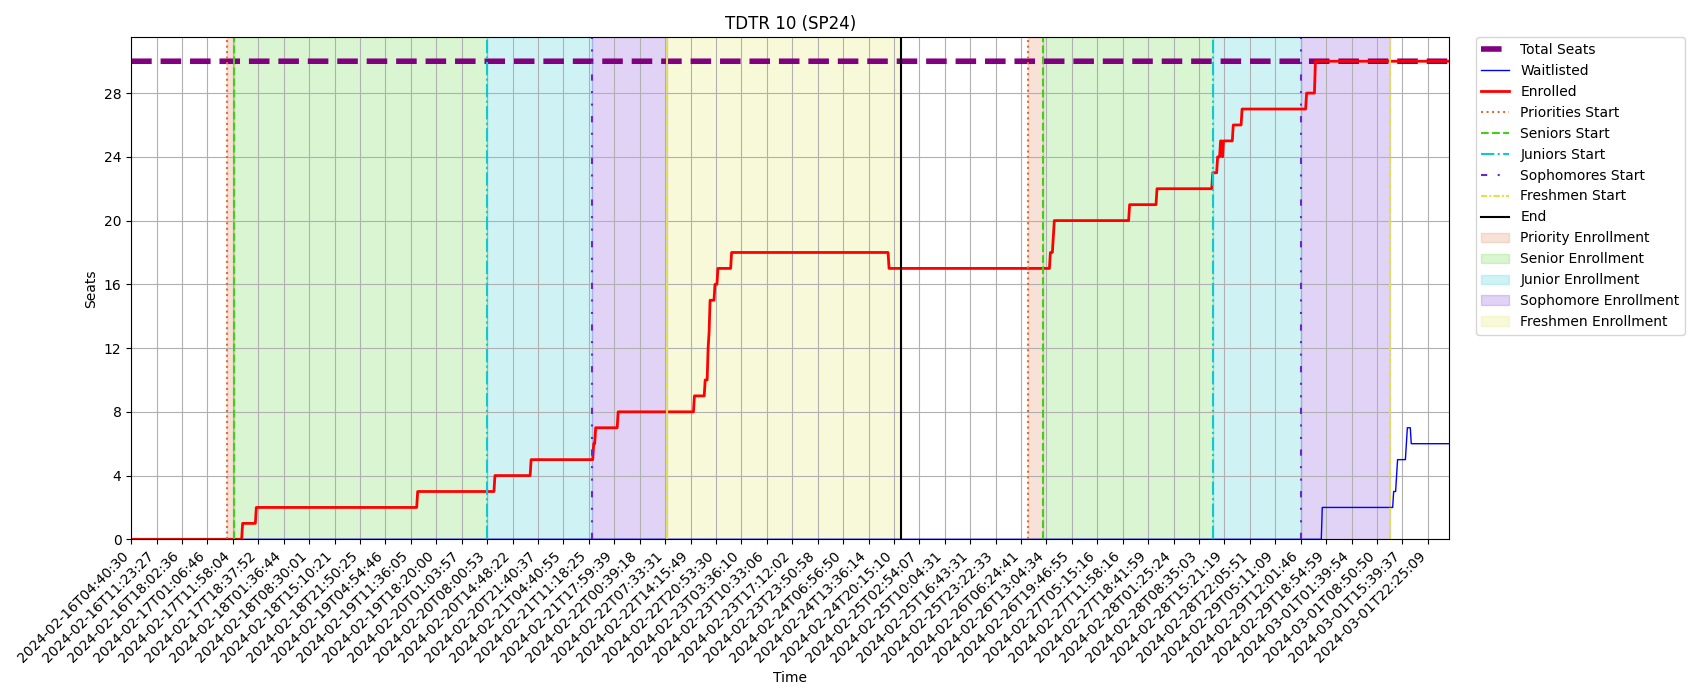 TDTR 10 (SP24)
Seats
28
24
20
16
12
8
4
0
2024-02-16T04:40:30
2024-02-16T11:23:27
2024-02-16T18:02:36
2024-02-17T01:06:46
2024-02-17T11:58:04
2024-02-17T18:37:52
2024-02-18T01:36:44
2024-02-18T08:30:01
2024-02-18T15:10:21
2024-02-18T21:50:25
2024-02-19T04:54:46
2024-02-19T11:36:05
2024-02-19T18:20:00
2024-02-20T01:03:57
2024-02-20T08:00:53
2024-02-20T14:48:22
2024-02-20T21:40:37
2024-02-21T04:40:55
2024-02-21T11:18:25
2024-02-21T17:59:39
2024-02-22T00:39:18
2024-02-22T07:33:31
2024-02-22T14:15:49
2024-02-22T20:53:30
2024-02-23T03:36:10
2024-02-23T10:33:06
2024-02-23T17:12:02
2024-02-23T23:50:58
2024-02-24T06:56:50
2024-02-24T13:36:14
2024-02-24T20:15:10
2024-02-25T02:54:07
2024-02-25T10:04:31
2024-02-25T16:43:31
2024-02-25T23:22:33
2024-02-26T06:24:41
2024-02-26T13:04:34
2024-02-26T19:46:55
2024-02-27T05:15:16
2024-02-27T11:58:16
2024-02-27T18:41:59
2024-02-28T01:25:24
2024-02-28T08:35:03
2024-02-28T15:21:19
2024-02-28T22:05:51
2024-02-29T05:11:09
2024-02-29T12:01:46
2024-02-29T18:54:59
2024-03-01T01:39:54
2024-03-01T08:50:50
2024-03-01T15:39:37
2024-03-01T22:25:09
Time
Total Seats
Waitlisted
Enrolled
Priorities Start
Seniors Start
Juniors Start
Sophomores Start
Freshmen Start
End
Priority Enrollment
Senior Enrollment
Junior Enrollment
Sophomore Enrollment
Freshmen Enrollment